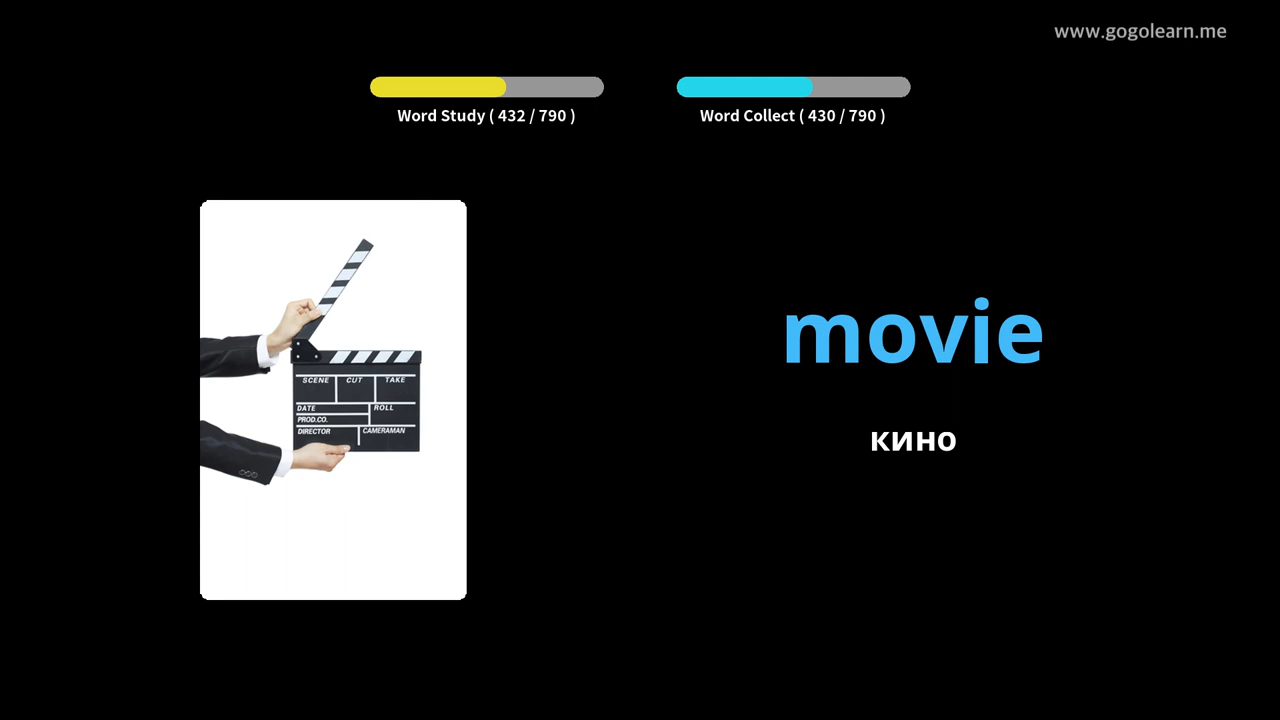 www.gogolearn.me
Word Study ( 432 / 790 )
Word Collect ( 430 / 790 )
movie
кино
SCENE CUT TAKE
DATE ROLL
PROD.CO.
DIRECTOR CAMERAMAN